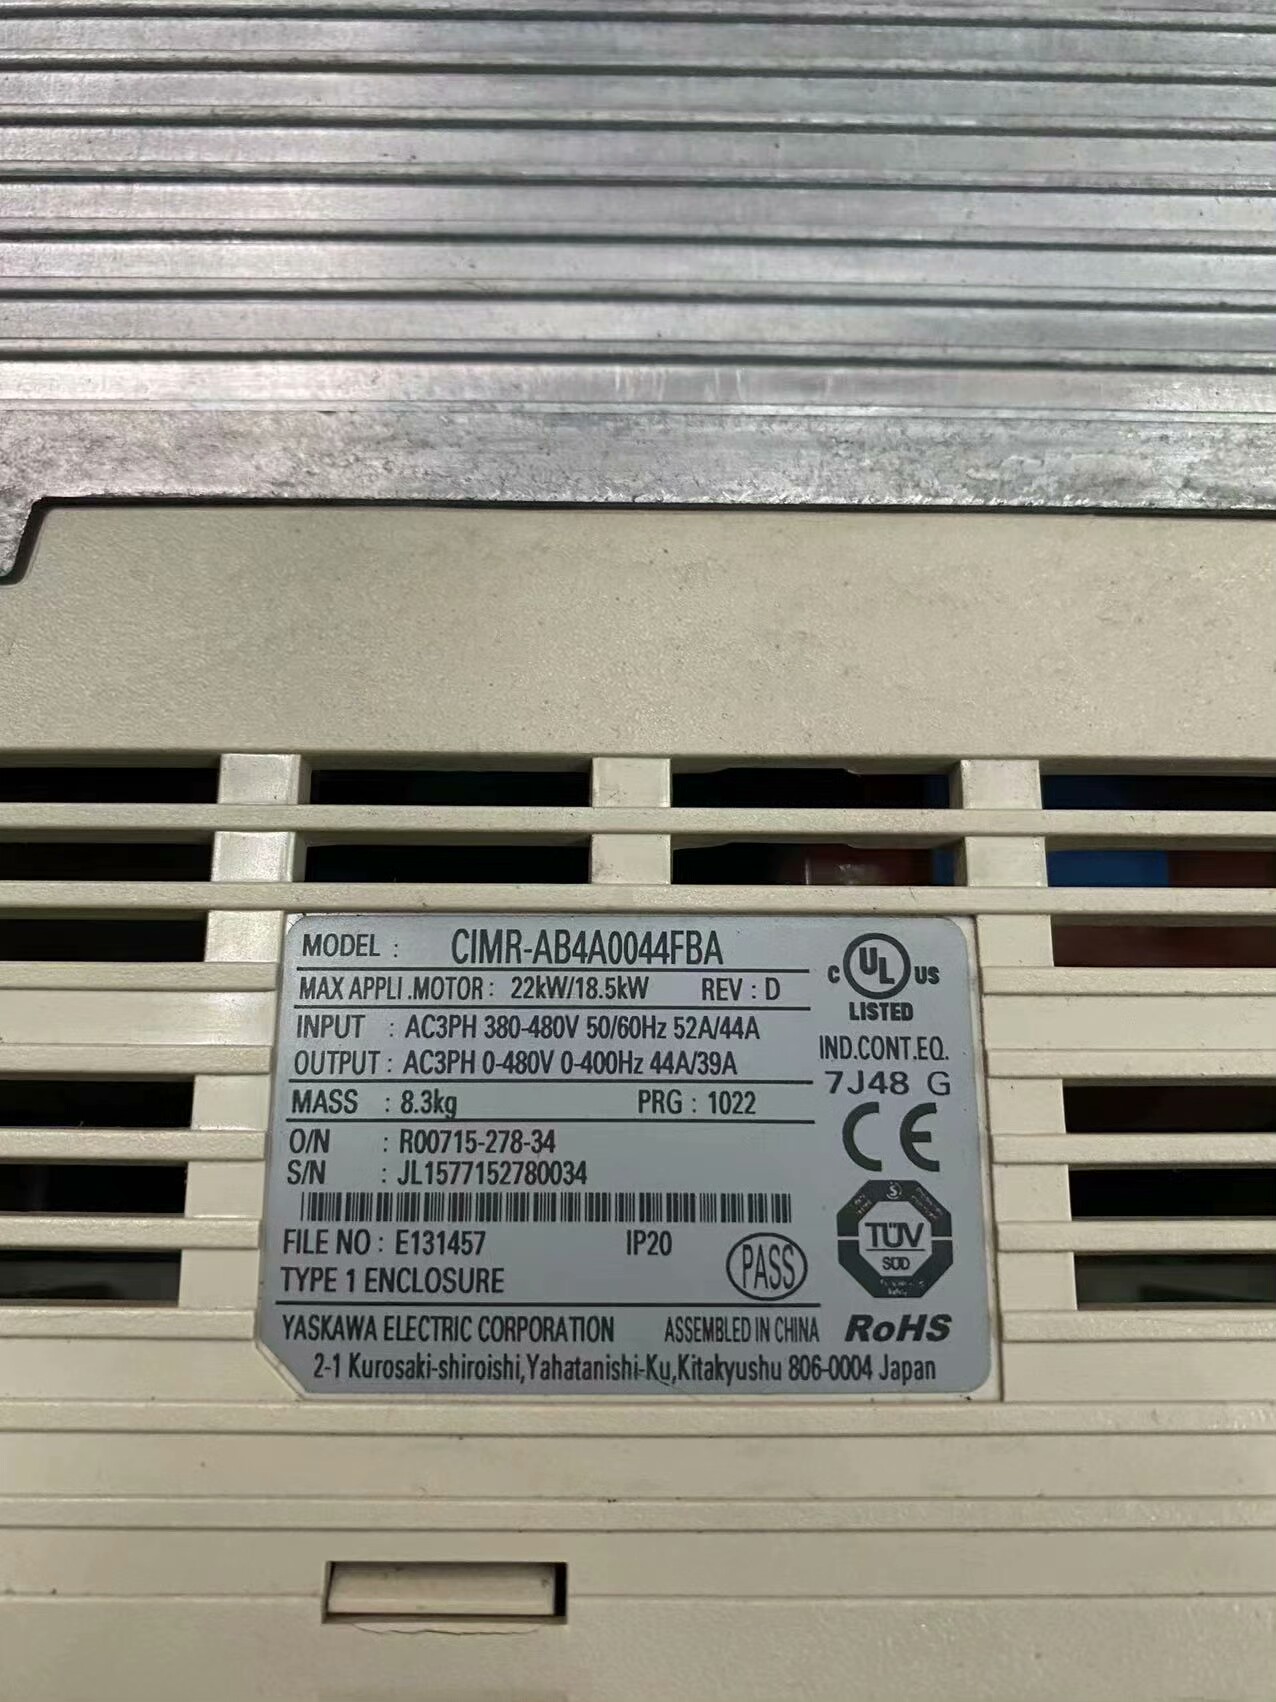 MODEL : CIMR-AB4A0044FBA
MAX APPLI.MOTOR : 22kW/18.5kW REV : D
INPUT : AC3PH 380-480V 50/60Hz 52A/44A
OUTPUT : AC3PH 0-480V 0-400Hz 44A/39A
MASS : 8.3kg PRG : 1022
O/N : R00715-278-34
S/N : JL1577152780034
FILE NO : E131457 IP20
TYPE 1 ENCLOSURE
PASS
YASKAWA ELECTRIC CORPORATION ASSEMBLED IN CHINA
2-1 Kurosaki-shiroishi,Yahatanishi-Ku,Kitakyushu 806-0004 Japan
C UL US
LISTED
IND.CONT.EQ.
7J48 G
CE
TÜV
SÜD
RoHS